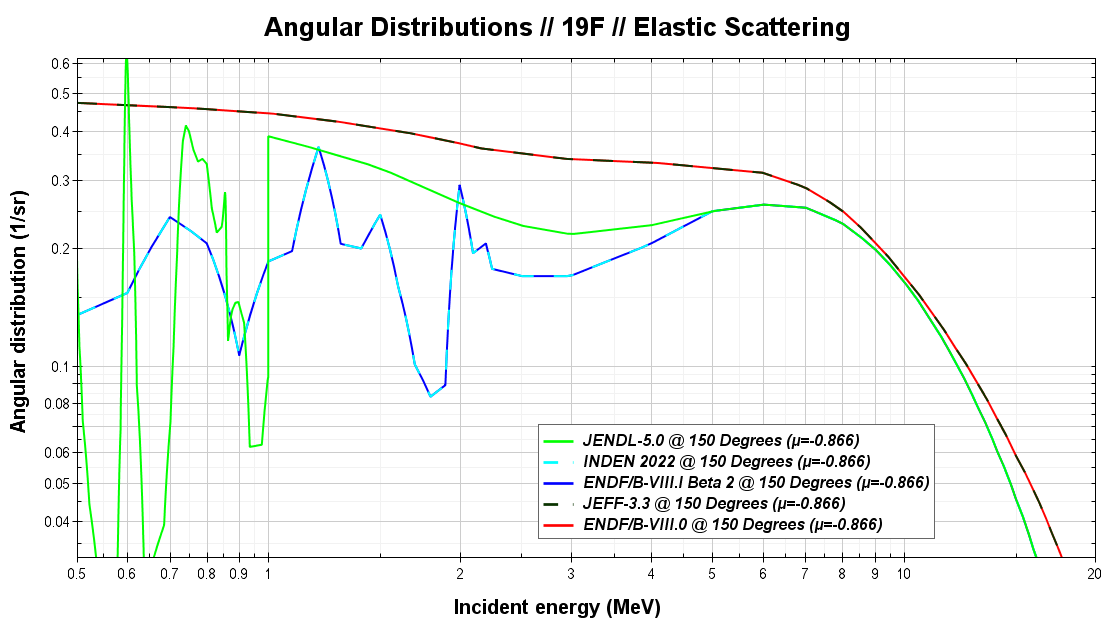 Angular Distributions // 19F // Elastic Scattering
Angular distribution (1/sr)
0.6
0.5
0.4
0.3
0.2
0.1
0.08
0.06
0.05
0.04
JENDL-5.0 @ 150 Degrees (μ=-0.866)
INDEN 2022 @ 150 Degrees (μ=-0.866)
ENDF/B-VIII.I Beta 2 @ 150 Degrees (μ=-0.866)
JEFF-3.3 @ 150 Degrees (μ=-0.866)
ENDF/B-VIII.0 @ 150 Degrees (μ=-0.866)
0.5 0.6 0.7 0.8 0.9 1 2 3 4 5 6 7 8 9 10 20
Incident energy (MeV)